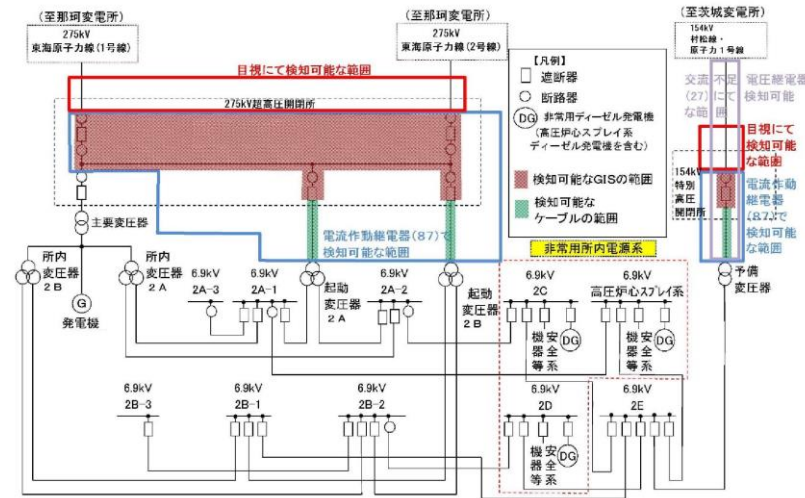 (至那珂変電所)
275kV
東海原子力線(1号線)
(至那珂変電所)
275kV
東海原子力線(2号線)
(至茨城変電所)
154kV
村松線・
原子力1号線
目視にて検知可能な範囲
275kV超高圧開閉所
【凡例】
遮断器
断路器
DG
非常用ディーゼル発電機
(高圧炉心スプレイ系
ディーゼル発電機を含む)
検知可能なGISの範囲
検知可能な
ケーブルの範囲
交流不足電圧継電器
(27)にて検知可能
な範囲
目視にて
検知可能
な範囲
154kV
特別
高圧
開閉所
電流作動
継電器
(87)で
検知可能
な範囲
予備
変圧器
主要変圧器
電流作動継電器(87)で
検知可能な範囲
非常用所内電源系
所内
変圧器
2B
所内
変圧器
2A
G
発電機
6.9kV
2A-3
6.9kV
2A-1
起動
変圧器
2A
6.9kV
2A-2
起動
変圧器
2B
6.9kV
2C
安全系
機器等
DG
6.9kV
高圧炉心スプレイ系
安全系
機器等
DG
6.9kV
2B-3
6.9kV
2B-1
6.9kV
2B-2
6.9kV
2D
安全系
機器等
DG
6.9kV
2E